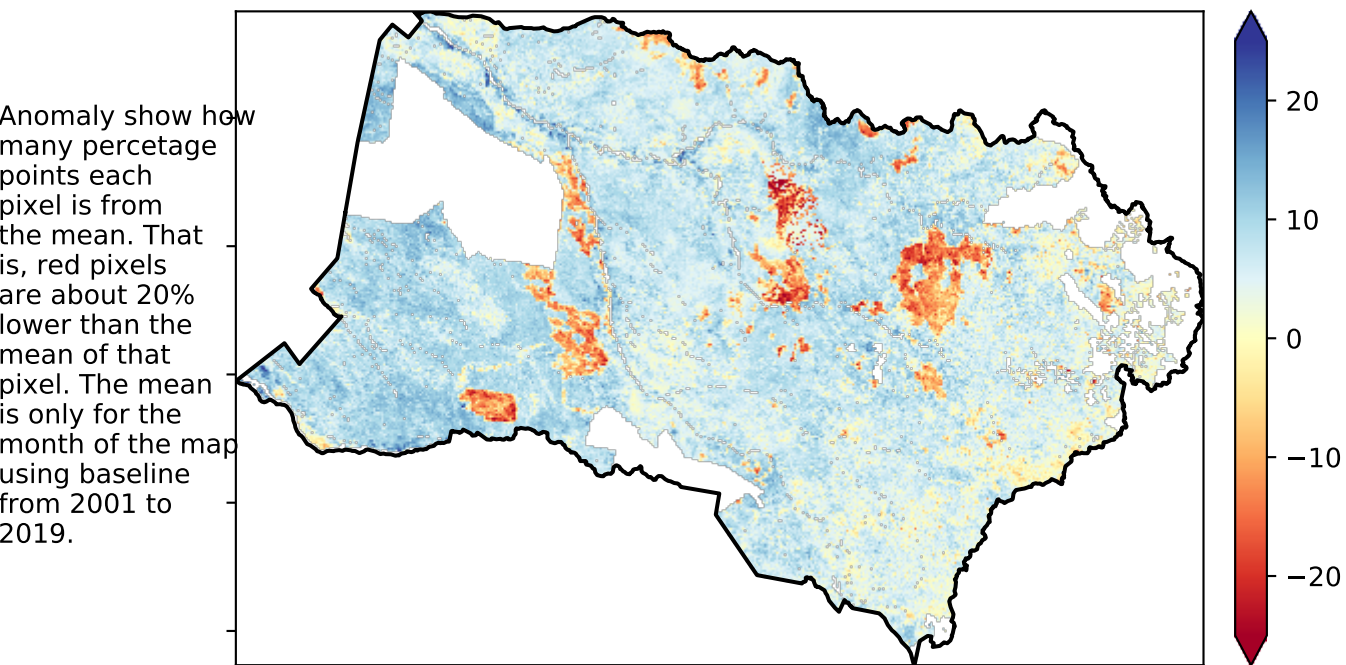 Anomaly show how
many percetage
points each
pixel is from
the mean. That
is, red pixels
are about 20%
lower than the
mean of that
pixel. The mean
is only for the
month of the map
using baseline
from 2001 to
2019.
20
10
0
−10
−20